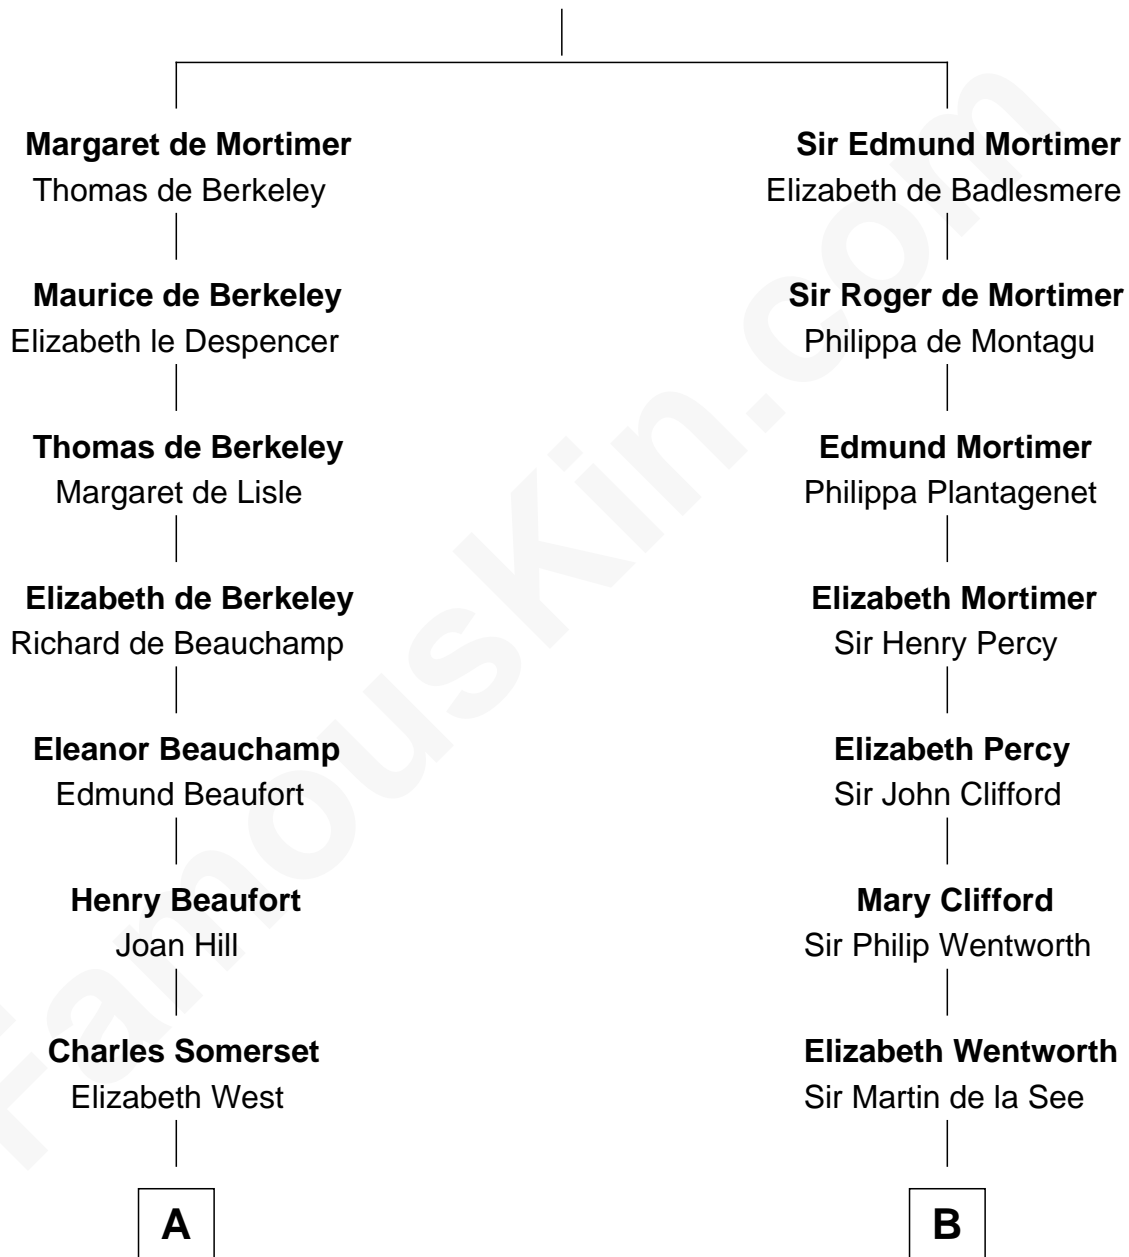 Margaret de Mortimer
Thomas de Berkeley
Maurice de Berkeley
Elizabeth le Despencer
Thomas de Berkeley
Margaret de Lisle
Elizabeth de Berkeley
Richard de Beauchamp
Eleanor Beauchamp
Edmund Beaufort
Henry Beaufort
Joan Hill
Charles Somerset
Elizabeth West
A
Sir Edmund Mortimer
Elizabeth de Badlesmere
Sir Roger de Mortimer
Philippa de Montagu
Edmund Mortimer
Philippa Plantagenet
Elizabeth Mortimer
Sir Henry Percy
Elizabeth Percy
Sir John Clifford
Mary Clifford
Sir Philip Wentworth
Elizabeth Wentworth
Sir Martin de la See
B
FamousKin.com